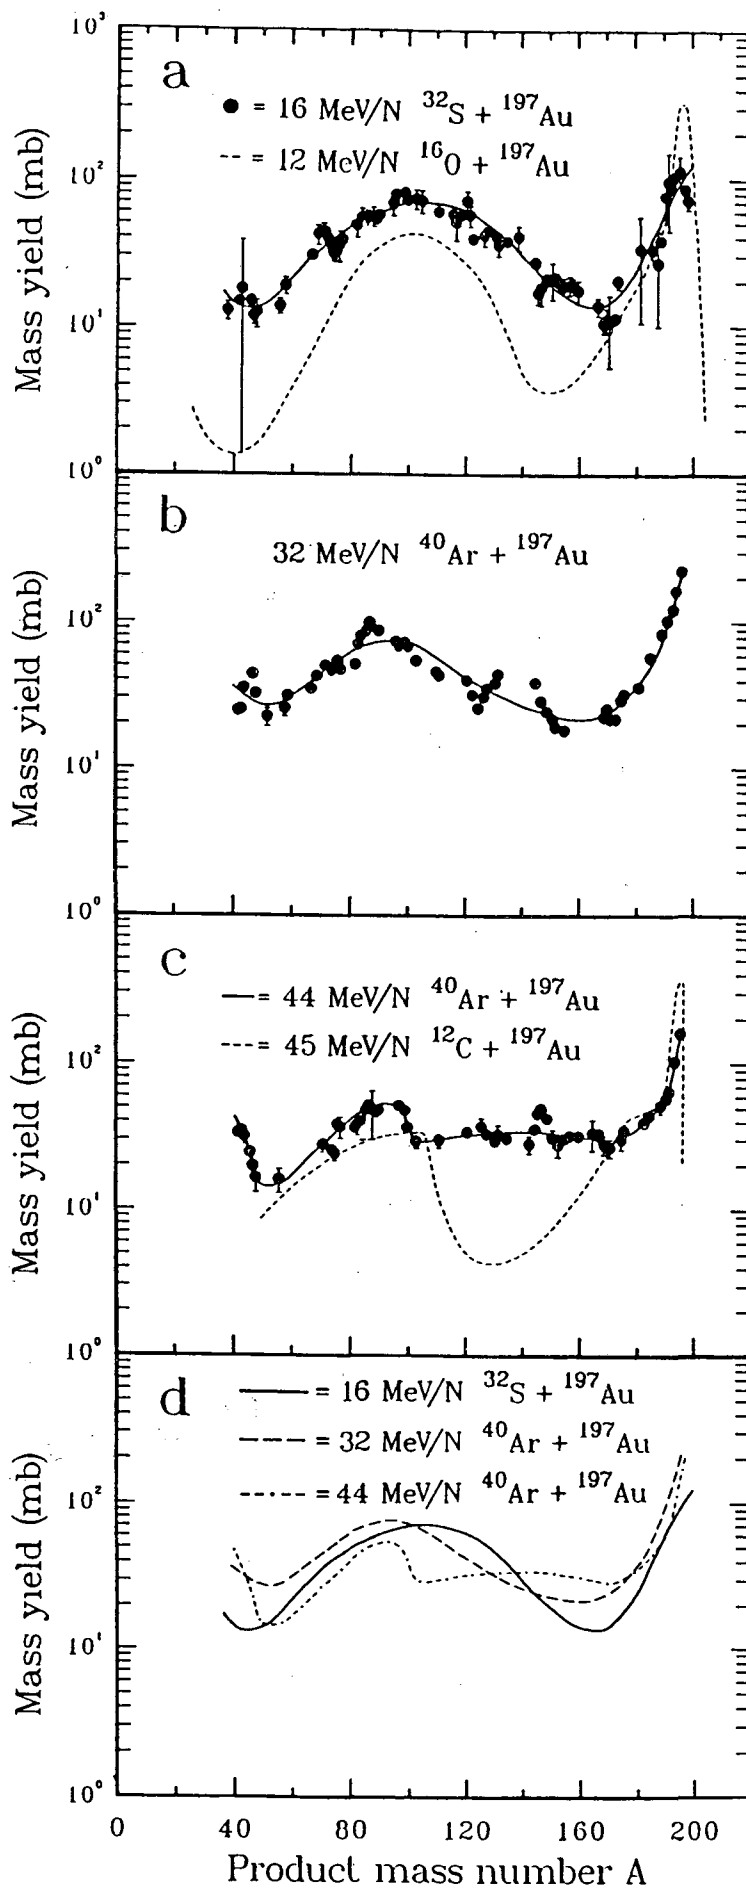 10³
a
● = 16 MeV/N ³²S + ¹⁹⁷Au
---- = 12 MeV/N ¹⁶O + ¹⁹⁷Au
10²
Mass yield (mb)
10¹
10⁰
b
32 MeV/N ⁴⁰Ar + ¹⁹⁷Au
10²
Mass yield (mb)
10¹
10⁰
c
— = 44 MeV/N ⁴⁰Ar + ¹⁹⁷Au
---- = 45 MeV/N ¹²C + ¹⁹⁷Au
10²
Mass yield (mb)
10¹
10⁰
d
— = 16 MeV/N ³²S + ¹⁹⁷Au
– – – = 32 MeV/N ⁴⁰Ar + ¹⁹⁷Au
-·-·- = 44 MeV/N ⁴⁰Ar + ¹⁹⁷Au
10²
Mass yield (mb)
10¹
10⁰
0 40 80 120 160 200
Product mass number A